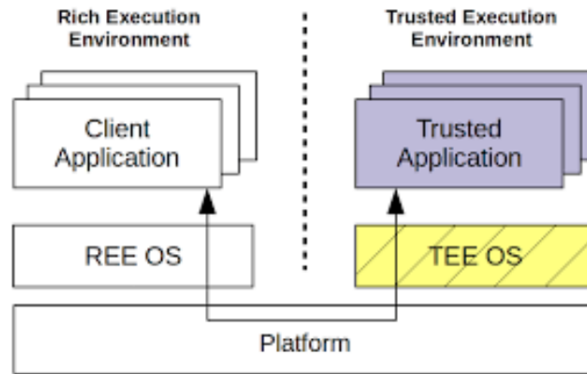 Rich Execution
Environment
Trusted Execution
Environment
Client
Application
Trusted
Application
REE OS
TEE OS
Platform